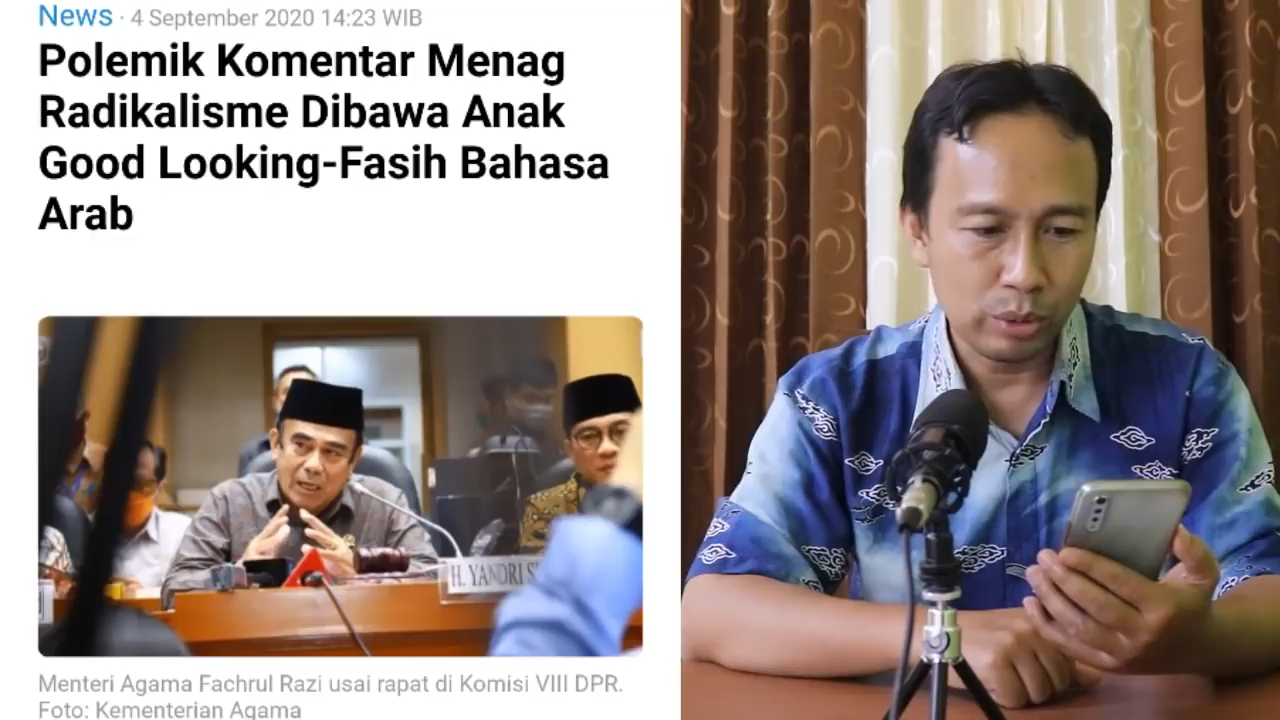 News · 4 September 2020 14:23 WIB
Polemik Komentar Menag
Radikalisme Dibawa Anak
Good Looking-Fasih Bahasa
Arab
H. YANDRI
Menteri Agama Fachrul Razi usai rapat di Komisi VIII DPR.
Foto: Kementerian Agama